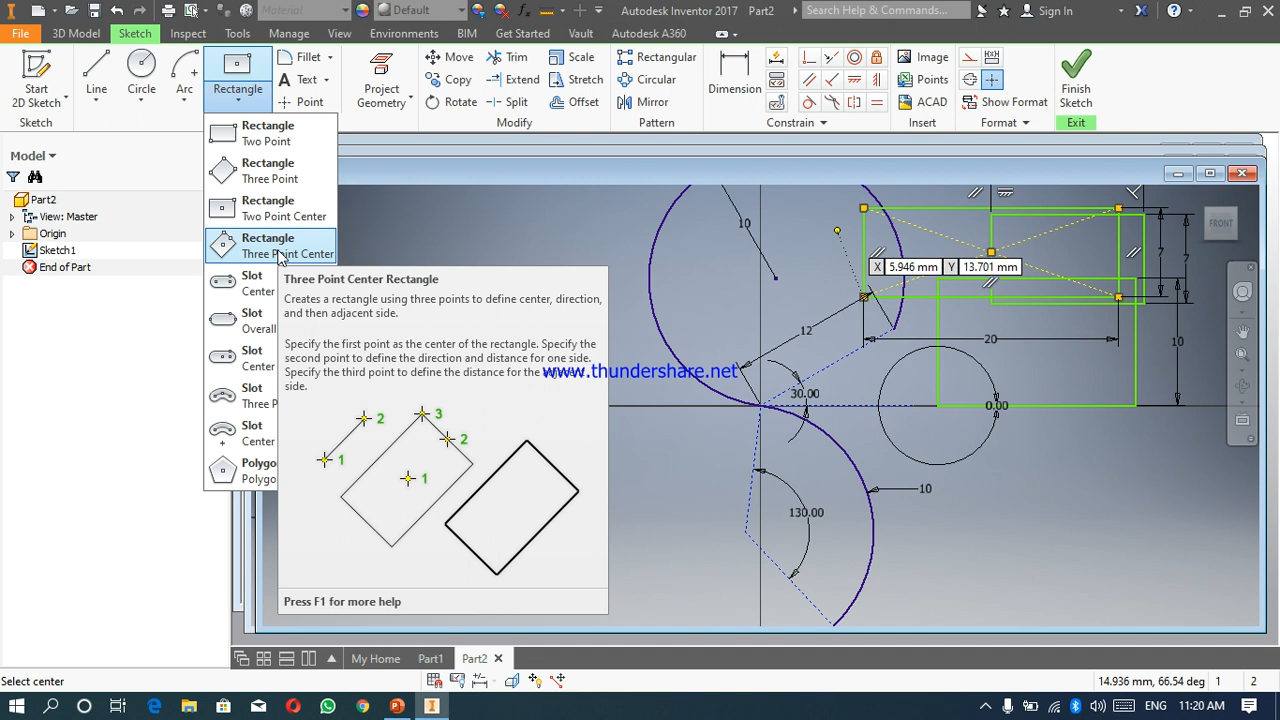 Material
Default
Autodesk Inventor 2017 Part2
Search Help & Commands...
Sign In
File 3D Model Sketch Inspect Tools Manage View Environments BIM Get Started Vault Autodesk A360
Start
2D Sketch
Line
Circle
Arc
Rectangle
Fillet
Text
Point
Project
Geometry
Move
Copy
Rotate
Trim
Extend
Split
Scale
Stretch
Offset
Rectangular
Circular
Mirror
Dimension
Image
Points
ACAD
Show Format
Finish
Sketch
Sketch
Modify
Pattern
Constrain
Insert
Format
Exit
Model
Part2
View: Master
Origin
Sketch1
End of Part
Rectangle
Two Point
Rectangle
Three Point
Rectangle
Two Point Center
Rectangle
Three Point Center
Slot
Center
Slot
Overall
Slot
Center
Slot
Three P
Slot
Center
Polygo
Polygo
Three Point Center Rectangle
Creates a rectangle using three points to define center, direction,
and then adjacent side.
Specify the first point as the center of the rectangle. Specify the
second point to define the direction and distance for one side.
Specify the third point to define the distance for the
side.
1
2
3
2
1
Press F1 for more help
www.thundershare.net
10
X 5.946 mm Y 13.701 mm
7
7
12
20
10
30.00
0.00
10
130.00
FRONT
My Home Part1 Part2
Select center
14.936 mm, 66.54 deg 1 2
11:20 AM